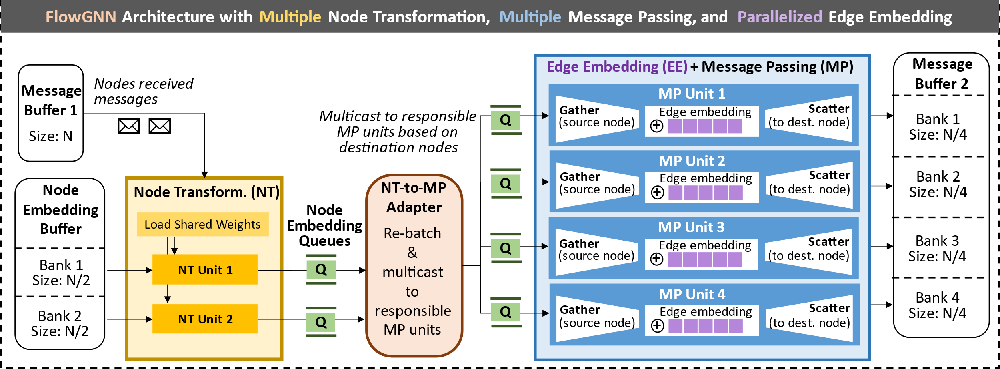 FlowGNN Architecture with Multiple Node Transformation, Multiple Message Passing, and Parallelized Edge Embedding
Message
Buffer 1
Size: N
Nodes received
messages
Node
Embedding
Buffer
Bank 1
Size: N/2
Bank 2
Size: N/2
Node Transform. (NT)
Load Shared Weights
NT Unit 1
NT Unit 2
Node
Embedding
Queues
Q
Q
NT-to-MP
Adapter
Re-batch
&
multicast
to
responsible
MP units
Multicast to responsible
MP units based on
destination nodes
Q
Q
Q
Q
Edge Embedding (EE) + Message Passing (MP)
MP Unit 1
Gather
(source node)
Edge embedding
Scatter
(to dest. node)
MP Unit 2
Gather
(source node)
Edge embedding
Scatter
(to dest. node)
MP Unit 3
Gather
(source node)
Edge embedding
Scatter
(to dest. node)
MP Unit 4
Gather
(source node)
Edge embedding
Scatter
(to dest. node)
Message
Buffer 2
Bank 1
Size: N/4
Bank 2
Size: N/4
Bank 3
Size: N/4
Bank 4
Size: N/4